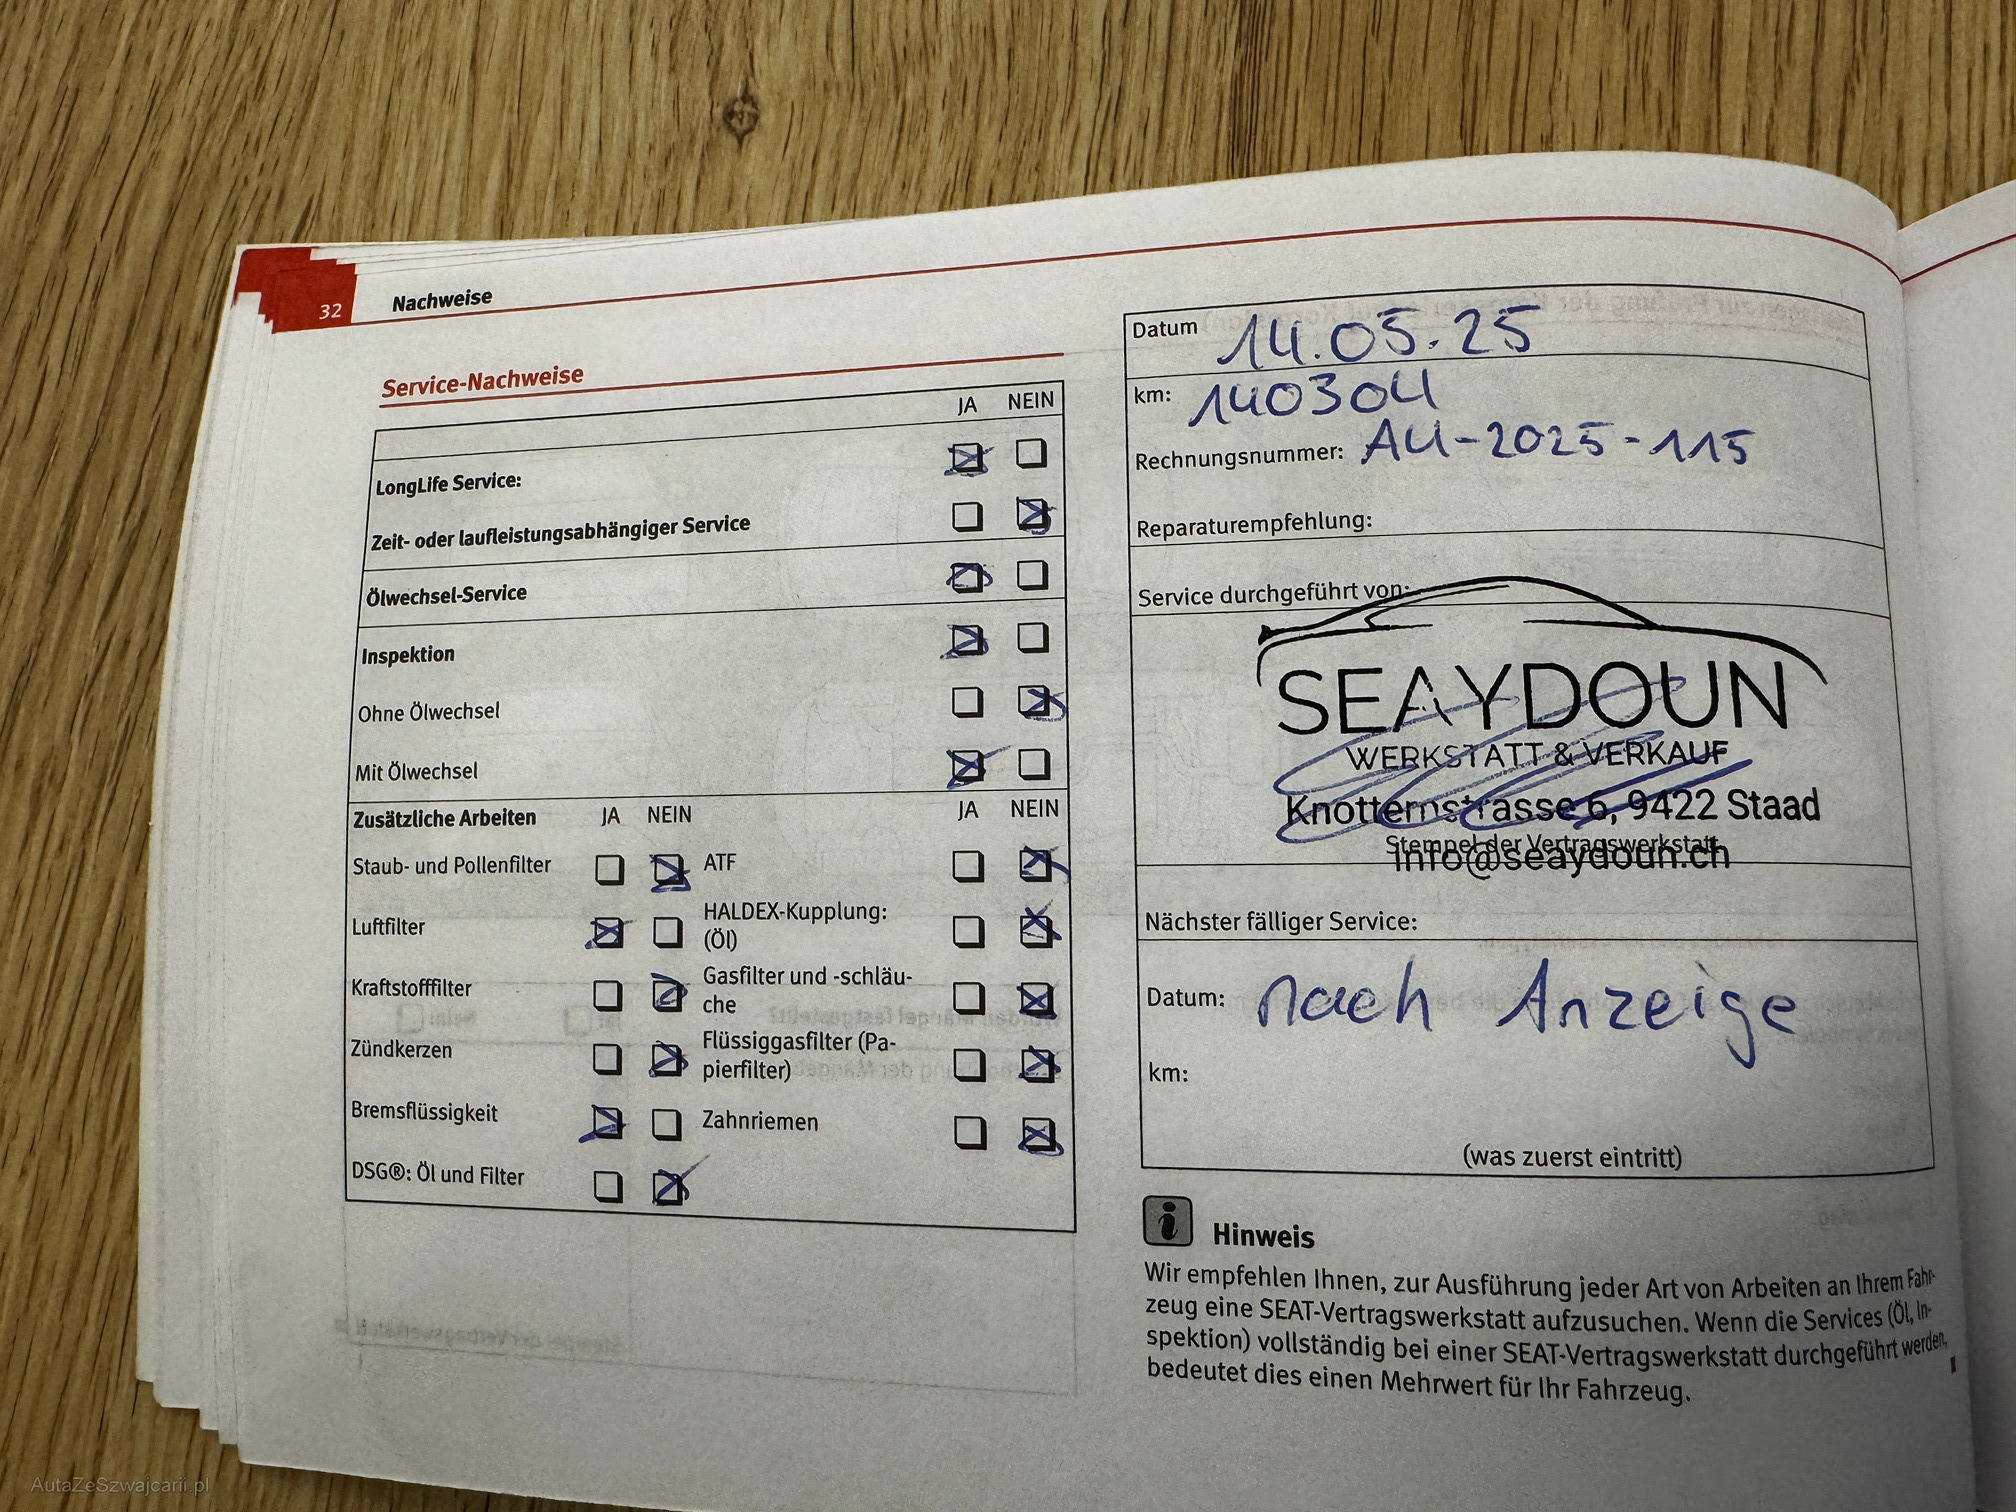 32 Nachweise
Service-Nachweise
JA NEIN
LongLife Service:
Zeit- oder laufleistungsabhängiger Service
Ölwechsel-Service
Inspektion
Ohne Ölwechsel
Mit Ölwechsel
Zusätzliche Arbeiten JA NEIN JA NEIN
Staub- und Pollenfilter ATF
Luftfilter HALDEX-Kupplung:
(Öl)
Kraftstofffilter Gasfilter und -schläu-
che
Zündkerzen Flüssiggasfilter (Pa-
pierfilter)
Bremsflüssigkeit Zahnriemen
DSG®: Öl und Filter
Datum 14.05.25
km: 140304
Rechnungsnummer: AU-2025-115
Reparaturempfehlung:
Service durchgeführt von:
SEAYDOUN
WERKSTATT & VERKAUF
Knotternstrasse 6, 9422 Staad
Stempel der Vertragswerkstatt
info@seaydoun.ch
Nächster fälliger Service:
Datum: nach Anzeige
km:
(was zuerst eintritt)
i Hinweis
Wir empfehlen Ihnen, zur Ausführung jeder Art von Arbeiten an Ihrem Fahr-
zeug eine SEAT-Vertragswerkstatt aufzusuchen. Wenn die Services (Öl, In-
spektion) vollständig bei einer SEAT-Vertragswerkstatt durchgeführt werden,
bedeutet dies einen Mehrwert für Ihr Fahrzeug.
AutaZeSzwajcarii.pl